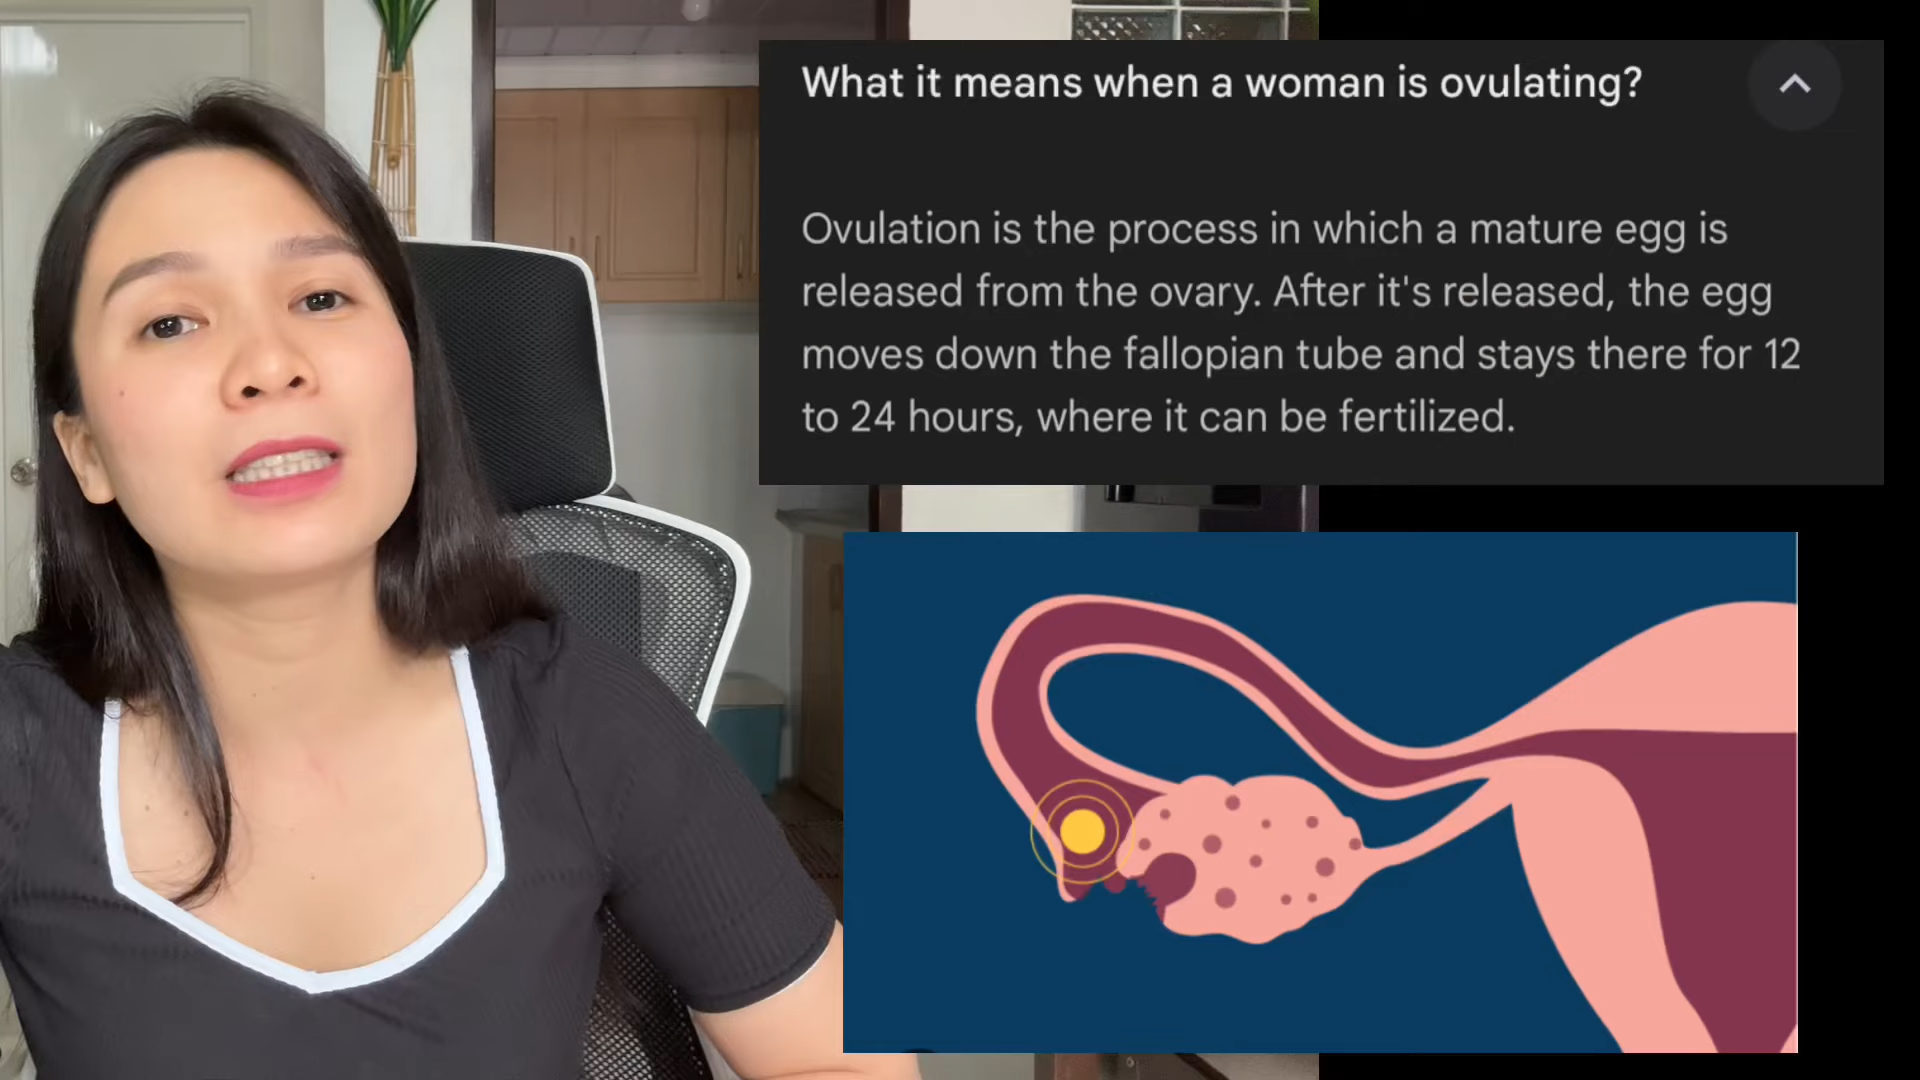 What it means when a woman is ovulating?
Ovulation is the process in which a mature egg is
released from the ovary. After it's released, the egg
moves down the fallopian tube and stays there for 12
to 24 hours, where it can be fertilized.